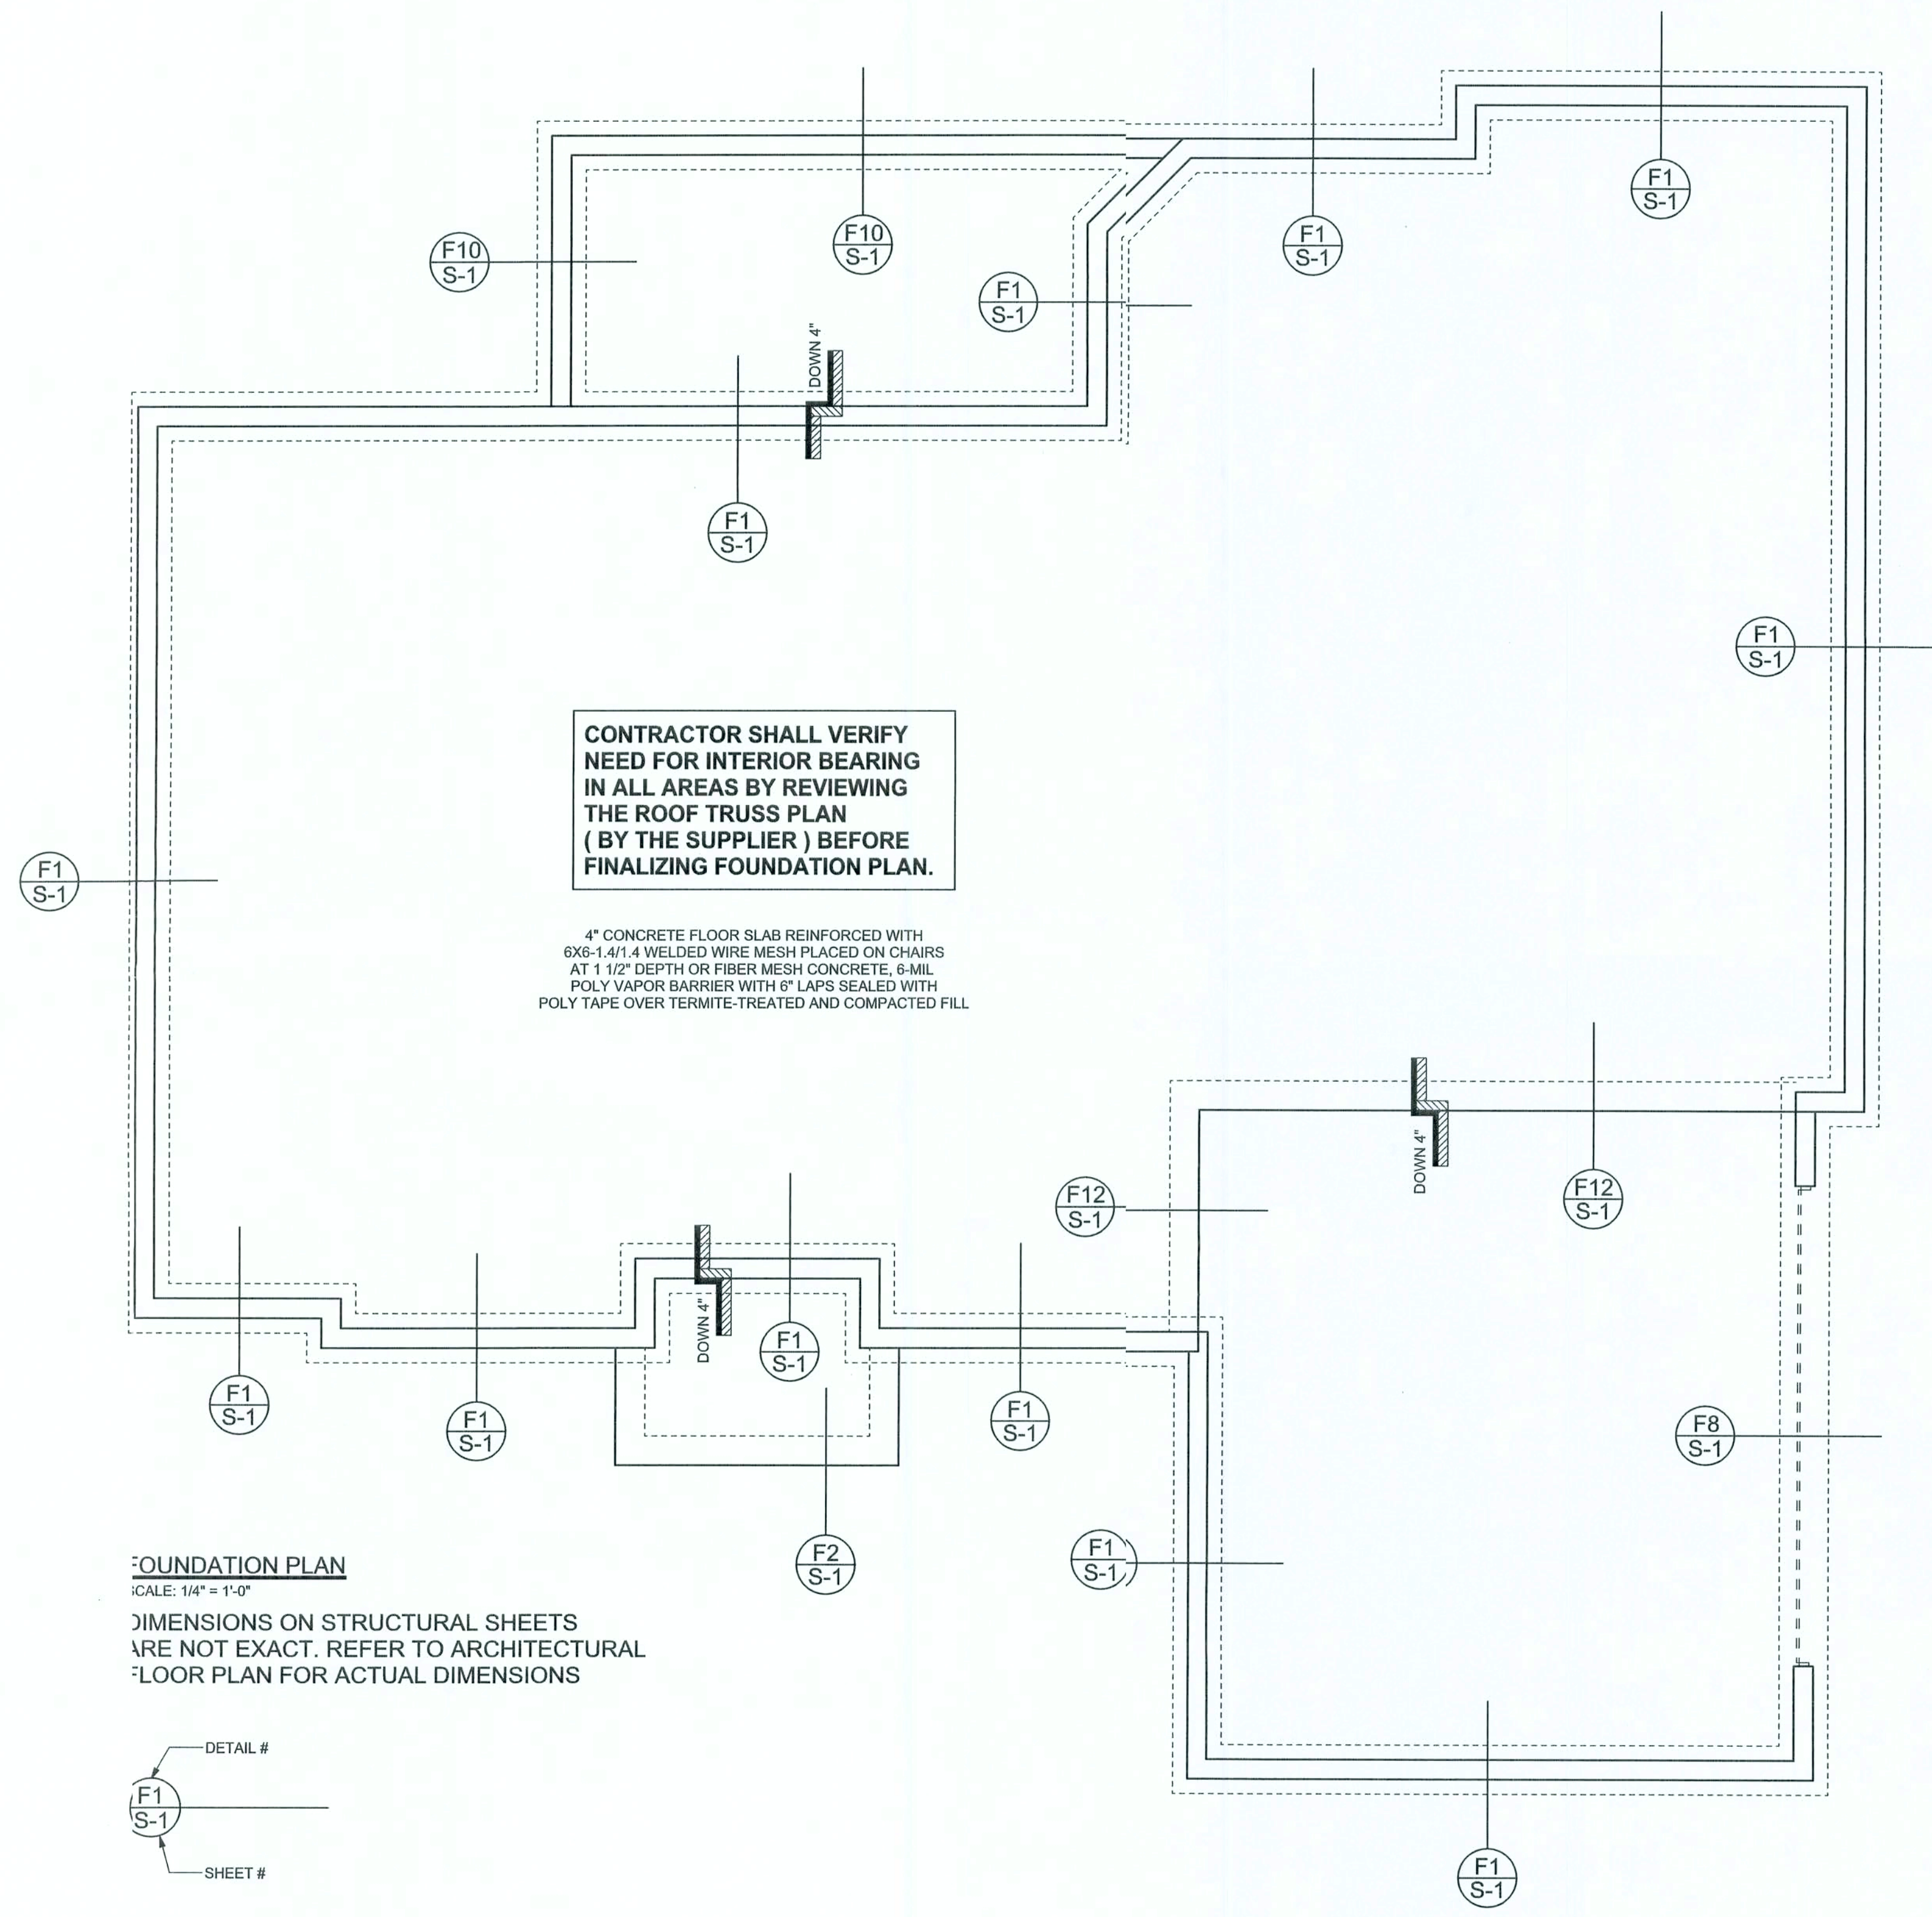 F1
S-1
F10
S-1
F1
S-1
F10
S-1
F1
S-1
DOWN 4"
F1
S-1
F1
S-1
CONTRACTOR SHALL VERIFY
NEED FOR INTERIOR BEARING
IN ALL AREAS BY REVIEWING
THE ROOF TRUSS PLAN
( BY THE SUPPLIER ) BEFORE
FINALIZING FOUNDATION PLAN.
F1
S-1
4" CONCRETE FLOOR SLAB REINFORCED WITH
6X6-1.4/1.4 WELDED WIRE MESH PLACED ON CHAIRS
AT 1 1/2" DEPTH OR FIBER MESH CONCRETE, 6-MIL
POLY VAPOR BARRIER WITH 6" LAPS SEALED WITH
POLY TAPE OVER TERMITE-TREATED AND COMPACTED FILL
DOWN 4"
F12
S-1
F12
S-1
DOWN 4"
F1
S-1
F1
S-1
F1
S-1
F1
S-1
F8
S-1
F2
S-1
F1
S-1
FOUNDATION PLAN
SCALE: 1/4" = 1'-0"
DIMENSIONS ON STRUCTURAL SHEETS
ARE NOT EXACT. REFER TO ARCHITECTURAL
FLOOR PLAN FOR ACTUAL DIMENSIONS
DETAIL #
F1
S-1
SHEET #
F1
S-1